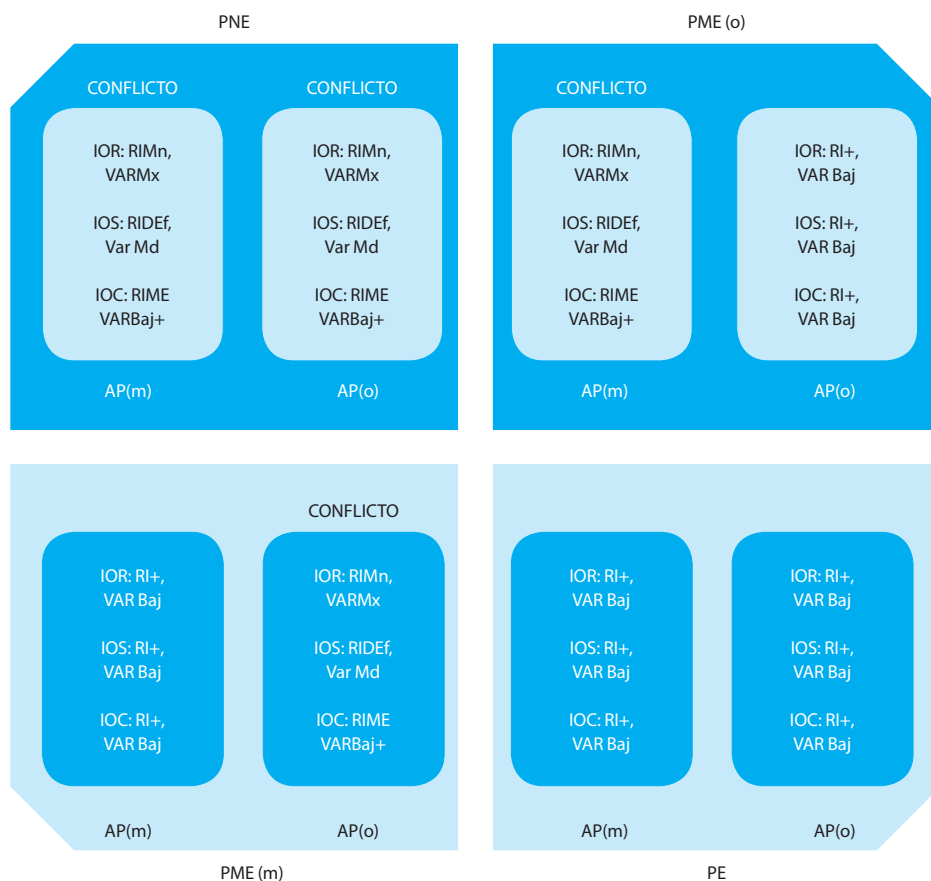 PNE
CONFLICTO
IOR: RIMn,
VARMx
IOS: RIDEf,
Var Md
IOC: RIME
VARBaj+
AP(m)
CONFLICTO
IOR: RIMn,
VARMx
IOS: RIDEf,
Var Md
IOC: RIME
VARBaj+
AP(o)
PME (o)
CONFLICTO
IOR: RIMn,
VARMx
IOS: RIDEf,
Var Md
IOC: RIME
VARBaj+
AP(m)
IOR: RI+,
VAR Baj
IOS: RI+,
VAR Baj
IOC: RI+,
VAR Baj
AP(o)
IOR: RI+,
VAR Baj
IOS: RI+,
VAR Baj
IOC: RI+,
VAR Baj
AP(m)
CONFLICTO
IOR: RIMn,
VARMx
IOS: RIDEf,
Var Md
IOC: RIME
VARBaj+
AP(o)
PME (m)
IOR: RI+,
VAR Baj
IOS: RI+,
VAR Baj
IOC: RI+,
VAR Baj
AP(m)
IOR: RI+,
VAR Baj
IOS: RI+,
VAR Baj
IOC: RI+,
VAR Baj
AP(o)
PE